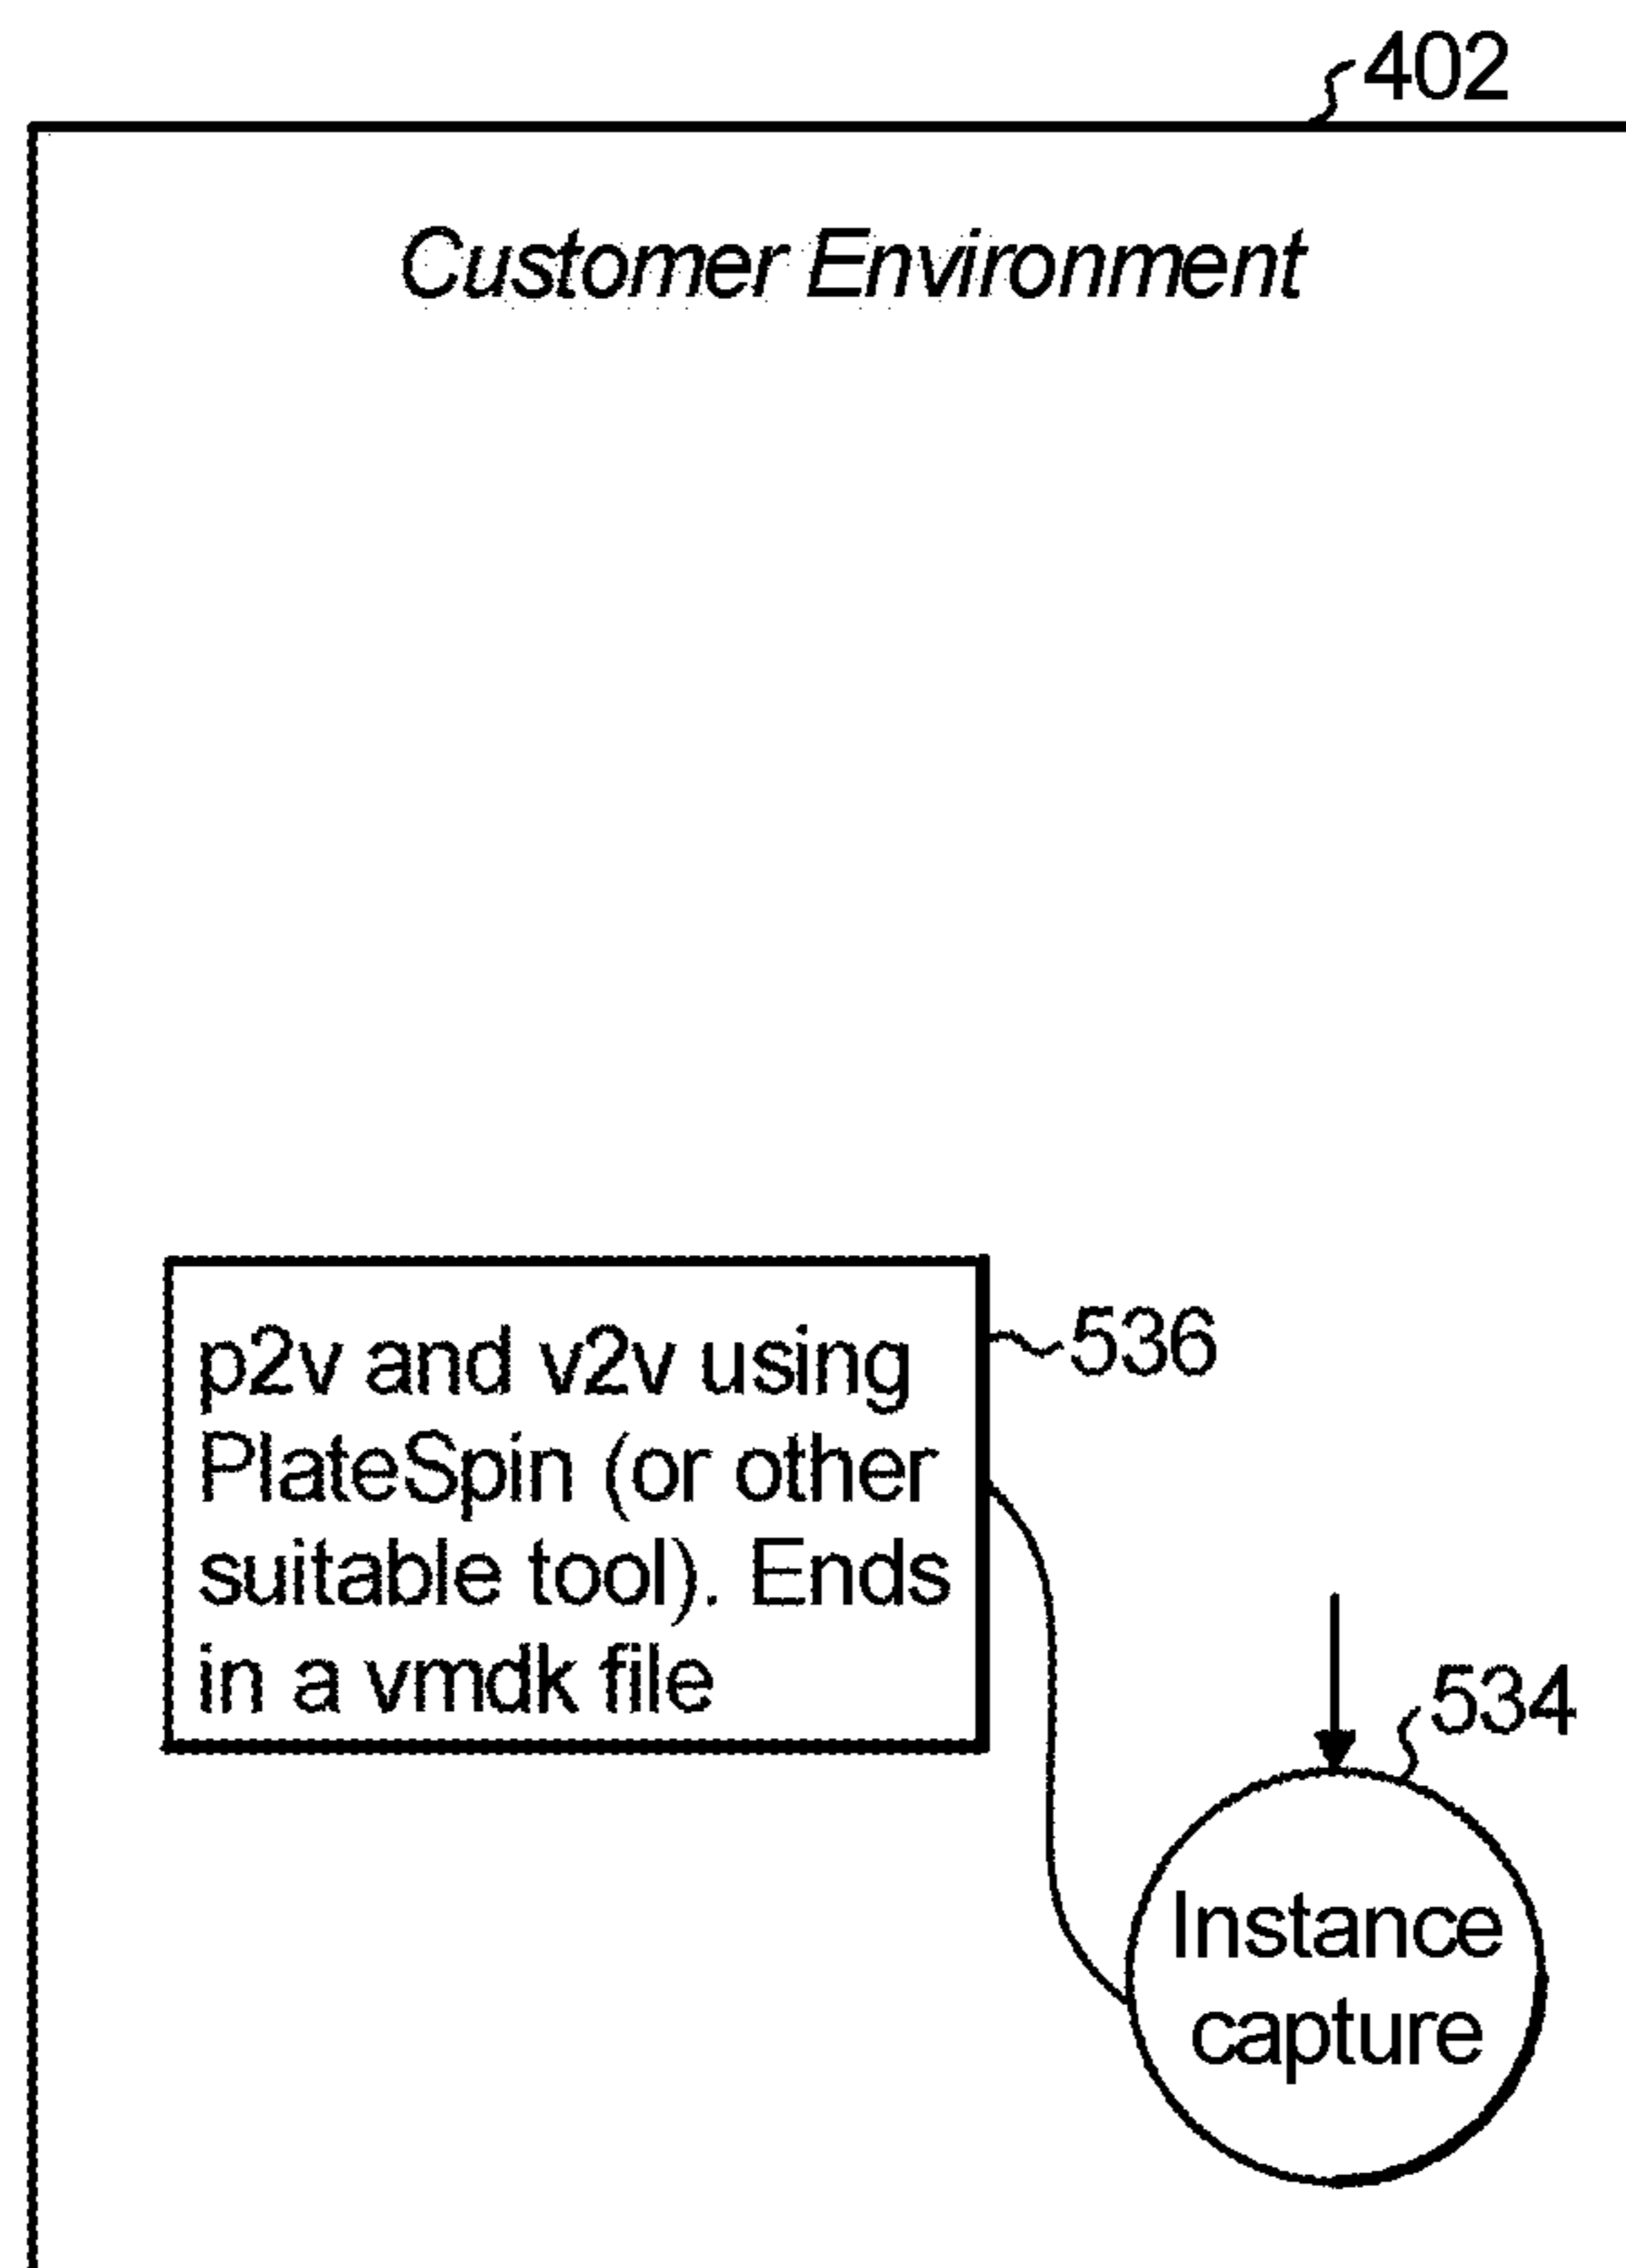 402
Customer Environment
p2v and v2v using
PlateSpin (or other
suitable tool). Ends
in a vmdk file
536
534
Instance
capture